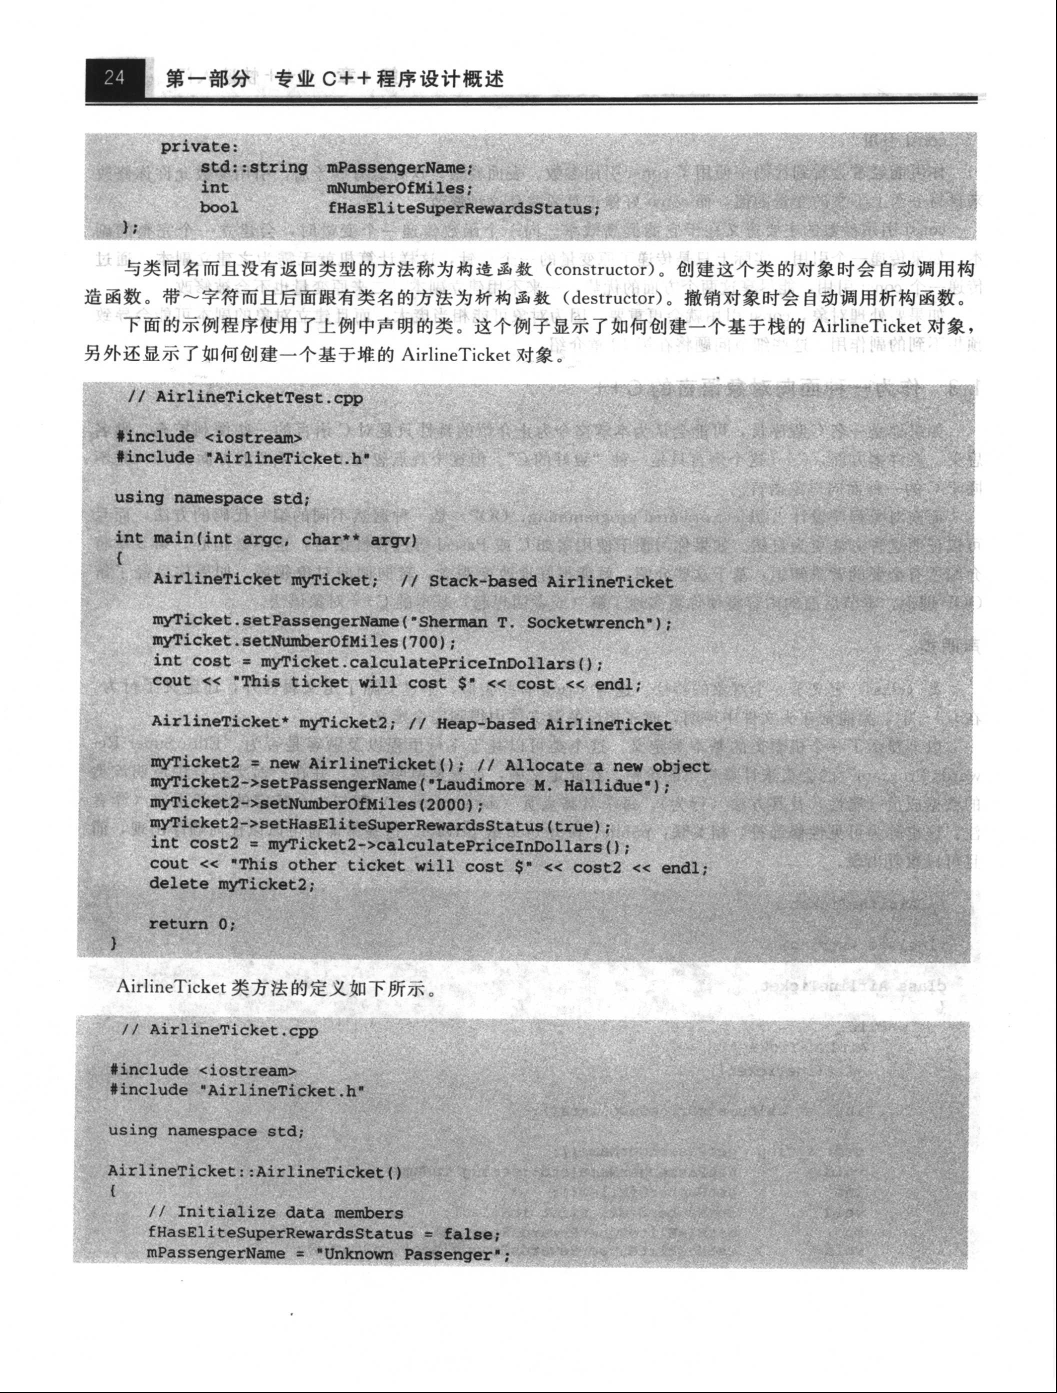 24 第一部分 专业 C++程序设计概述
private:
std::string mPassengerName;
int mNumberOfMiles;
bool fHasEliteSuperRewardsStatus;
};
与类同名而且没有返回类型的方法称为构造函数（constructor）。创建这个类的对象时会自动调用构
造函数。带～字符而且后面跟有类名的方法为析构函数（destructor）。撤销对象时会自动调用析构函数。
下面的示例程序使用了上例中声明的类。这个例子显示了如何创建一个基于栈的 AirlineTicket 对象，
另外还显示了如何创建一个基于堆的 AirlineTicket 对象。
// AirlineTicketTest.cpp
#include <iostream>
#include "AirlineTicket.h"
using namespace std;
int main(int argc, char** argv)
{
AirlineTicket myTicket; // Stack-based AirlineTicket
myTicket.setPassengerName("Sherman T. Socketwrench");
myTicket.setNumberOfMiles(700);
int cost = myTicket.calculatePriceInDollars();
cout << "This ticket will cost $" << cost << endl;
AirlineTicket* myTicket2; // Heap-based AirlineTicket
myTicket2 = new AirlineTicket(); // Allocate a new object
myTicket2->setPassengerName("Laudimore M. Hallidue");
myTicket2->setNumberOfMiles(2000);
myTicket2->setHasEliteSuperRewardsStatus(true);
int cost2 = myTicket2->calculatePriceInDollars();
cout << "This other ticket will cost $" << cost2 << endl;
delete myTicket2;
return 0;
}
AirlineTicket 类方法的定义如下所示。
// AirlineTicket.cpp
#include <iostream>
#include "AirlineTicket.h"
using namespace std;
AirlineTicket::AirlineTicket()
{
// Initialize data members
fHasEliteSuperRewardsStatus = false;
mPassengerName = "Unknown Passenger";